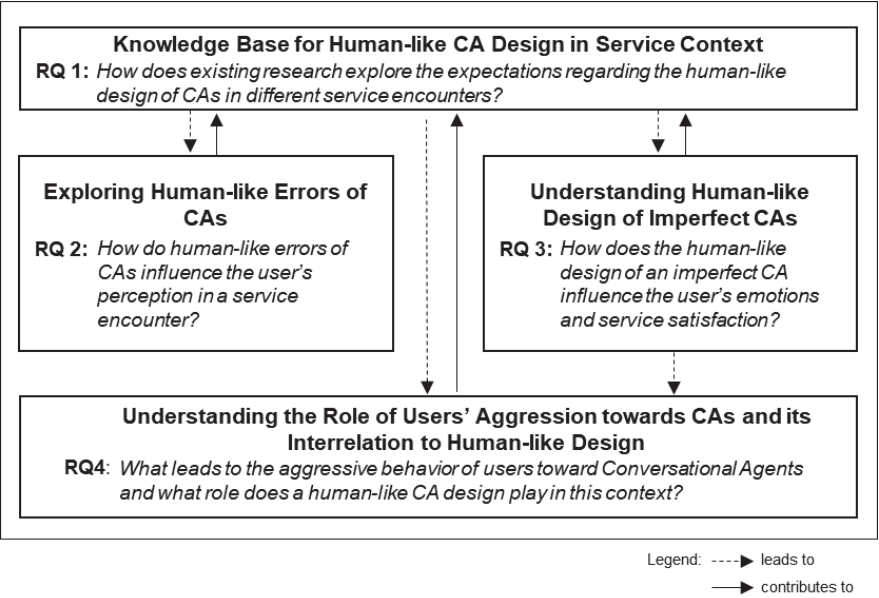 Knowledge Base for Human-like CA Design in Service Context
RQ 1: How does existing research explore the expectations regarding the human-like
design of CAs in different service encounters?
Exploring Human-like Errors of
CAs
RQ 2: How do human-like errors of
CAs influence the user's
perception in a service
encounter?
Understanding Human-like
Design of Imperfect CAs
RQ 3: How does the human-like
design of an imperfect CA
influence the user's emotions
and service satisfaction?
Understanding the Role of Users' Aggression towards CAs and its
Interrelation to Human-like Design
RQ4: What leads to the aggressive behavior of users toward Conversational Agents
and what role does a human-like CA design play in this context?
Legend: leads to
contributes to